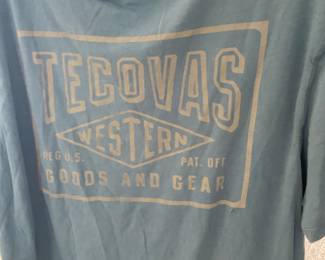 TECOVAS
WESTERN
REG U.S. PAT. OFF
GOODS AND GEAR